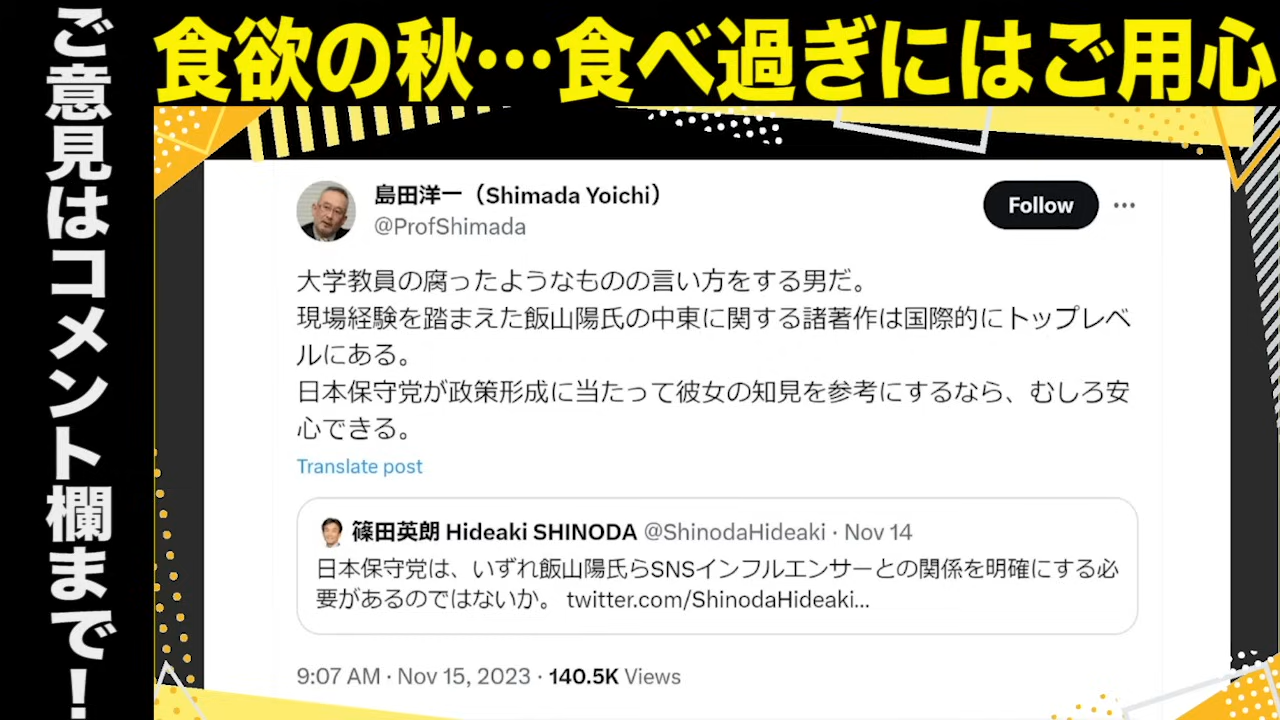 食欲の秋…食べ過ぎにはご用心
ご意見はコメント欄まで！
島田洋一（Shimada Yoichi）
@ProfShimada
Follow
大学教員の腐ったようなものの言い方をする男だ。
現場経験を踏まえた飯山陽氏の中東に関する諸著作は国際的にトップレベ
ルにある。
日本保守党が政策形成に当たって彼女の知見を参考にするなら、むしろ安
心できる。
Translate post
篠田英朗 Hideaki SHINODA @ShinodaHideaki · Nov 14
日本保守党は、いずれ飯山陽氏らSNSインフルエンサーとの関係を明確にする必
要があるのではないか。 twitter.com/ShinodaHideaki...
9:07 AM · Nov 15, 2023 · 140.5K Views